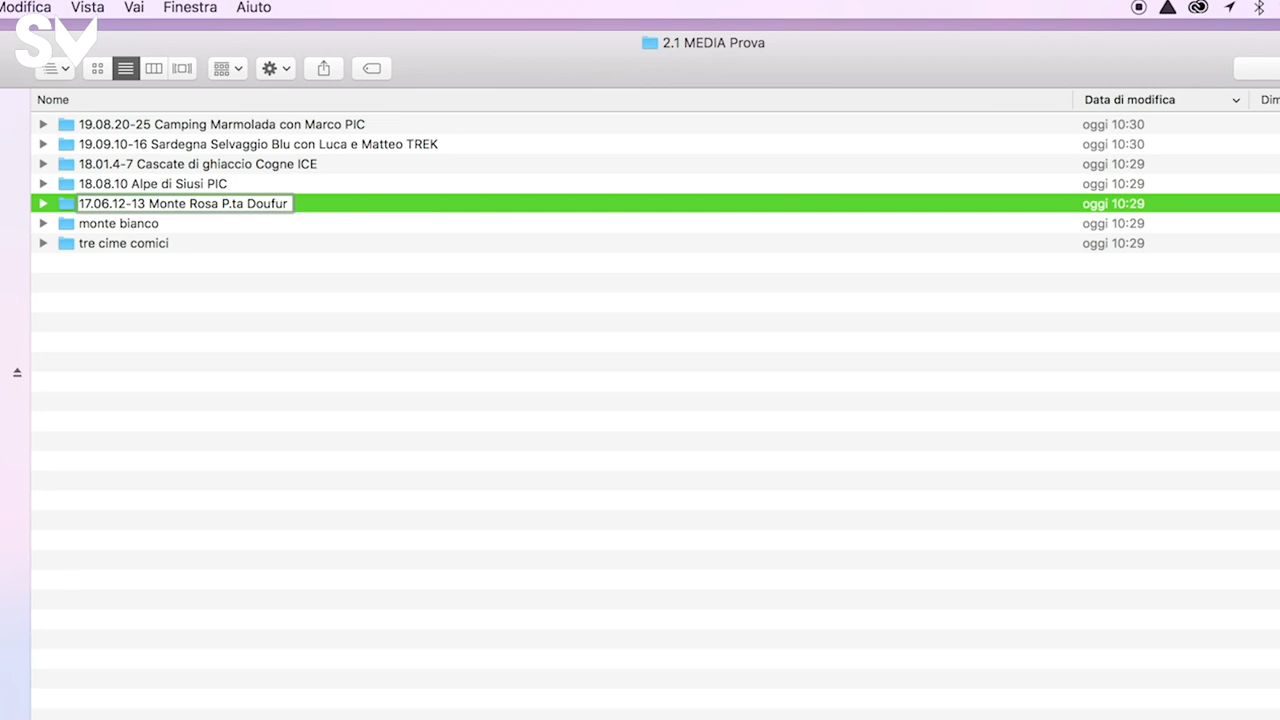 Modifica Vista Vai Finestra Aiuto
SV
2.1 MEDIA Prova
Nome Data di modifica Dim
19.08.20-25 Camping Marmolada con Marco PIC oggi 10:30
19.09.10-16 Sardegna Selvaggio Blu con Luca e Matteo TREK oggi 10:30
18.01.4-7 Cascate di ghiaccio Cogne ICE oggi 10:29
18.08.10 Alpe di Siusi PIC oggi 10:29
17.06.12-13 Monte Rosa P.ta Doufur oggi 10:29
monte bianco oggi 10:29
tre cime comici oggi 10:29